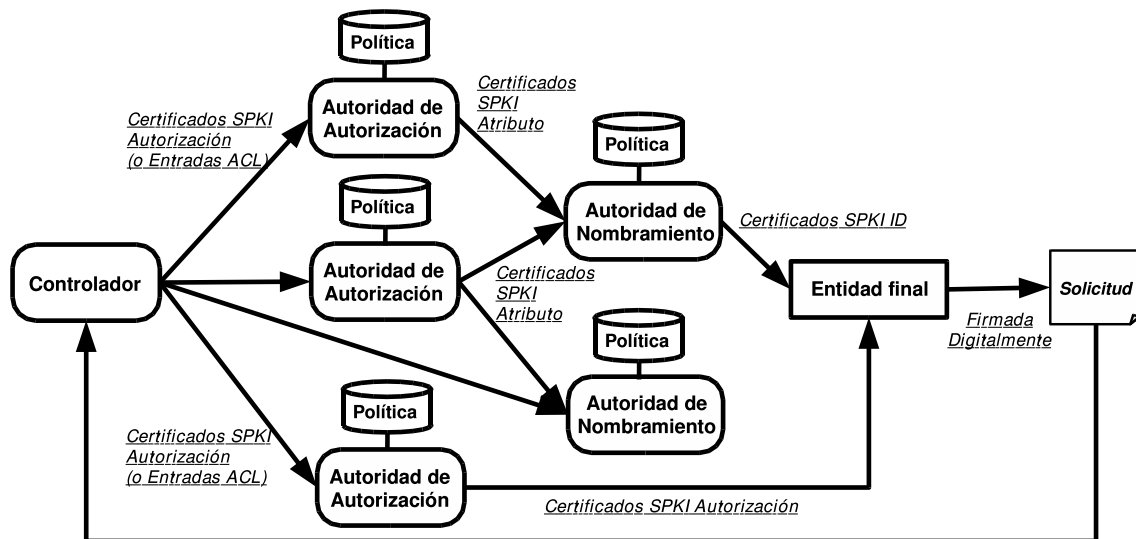 Política
Autoridad de
Autorización
Certificados
SPKI
Atributo
Certificados SPKI
Autorización
(o Entradas ACL)
Política
Autoridad de
Nombramiento
Certificados SPKI ID
Política
Autoridad de
Autorización
Controlador
Certificados
SPKI
Atributo
Entidad final
Solicitud
Firmada
Digitalmente
Política
Autoridad de
Nombramiento
Política
Autoridad de
Autorización
Certificados SPKI
Autorización
(o Entradas ACL)
Certificados SPKI Autorización